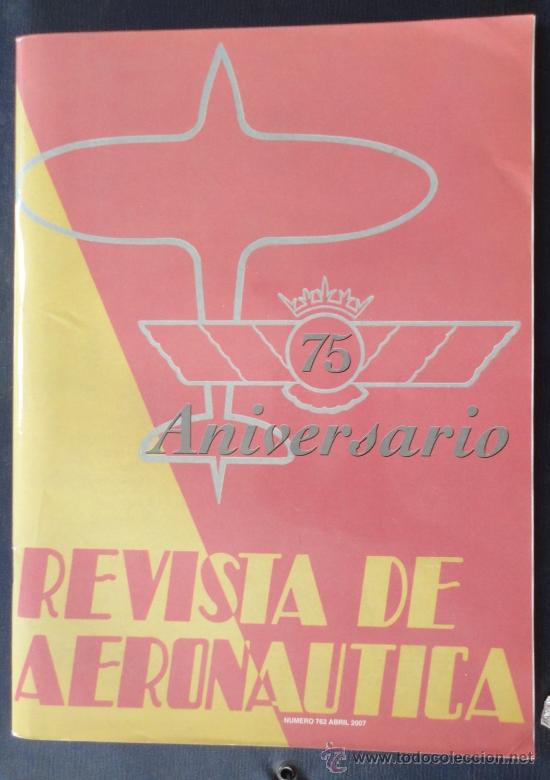 75
Aniversario
REVISTA DE
AERONAUTICA
NUMERO 762 ABRIL 2007
todocoleccion.net